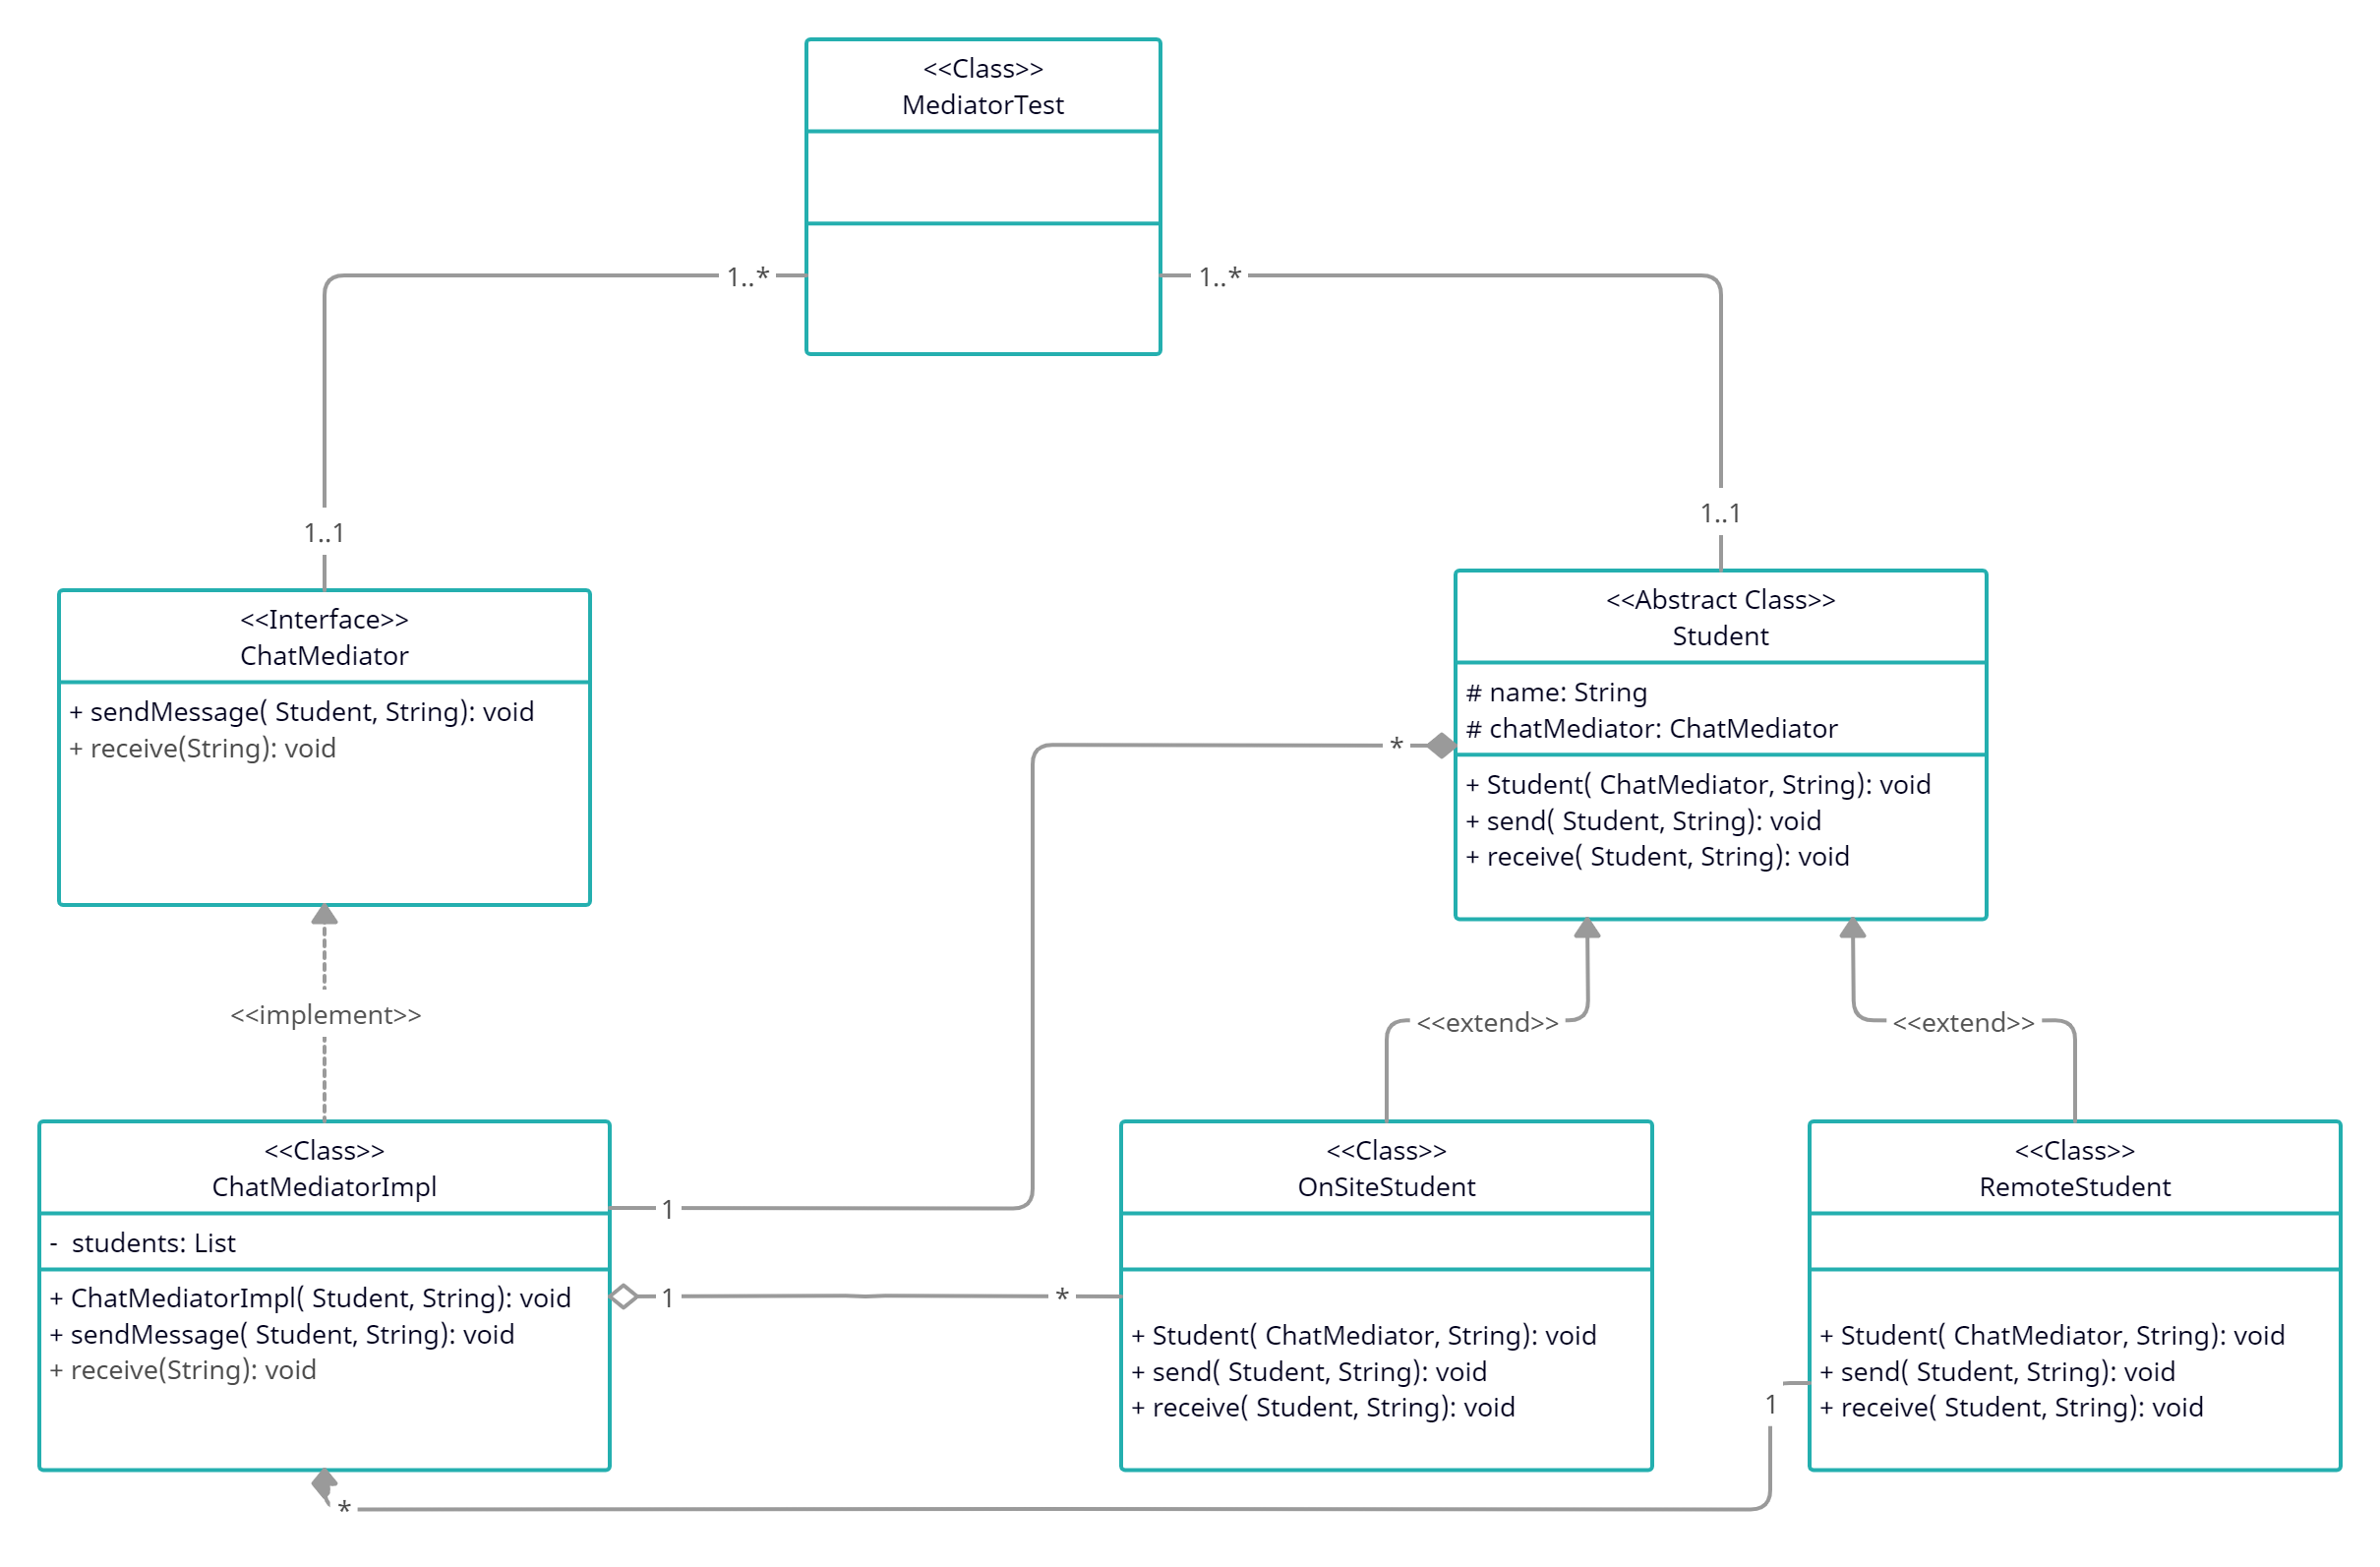 <<Class>>
MediatorTest
1..*
1..*
1..1
1..1
<<Interface>>
ChatMediator
+ sendMessage( Student, String): void
+ receive(String): void
<<Abstract Class>>
Student
# name: String
# chatMediator: ChatMediator
+ Student( ChatMediator, String): void
+ send( Student, String): void
+ receive( Student, String): void
*
<<implement>>
<<extend>>
<<extend>>
<<Class>>
ChatMediatorImpl
- students: List
+ ChatMediatorImpl( Student, String): void
+ sendMessage( Student, String): void
+ receive(String): void
1
1
*
<<Class>>
OnSiteStudent
+ Student( ChatMediator, String): void
+ send( Student, String): void
+ receive( Student, String): void
<<Class>>
RemoteStudent
+ Student( ChatMediator, String): void
+ send( Student, String): void
+ receive( Student, String): void
1
*